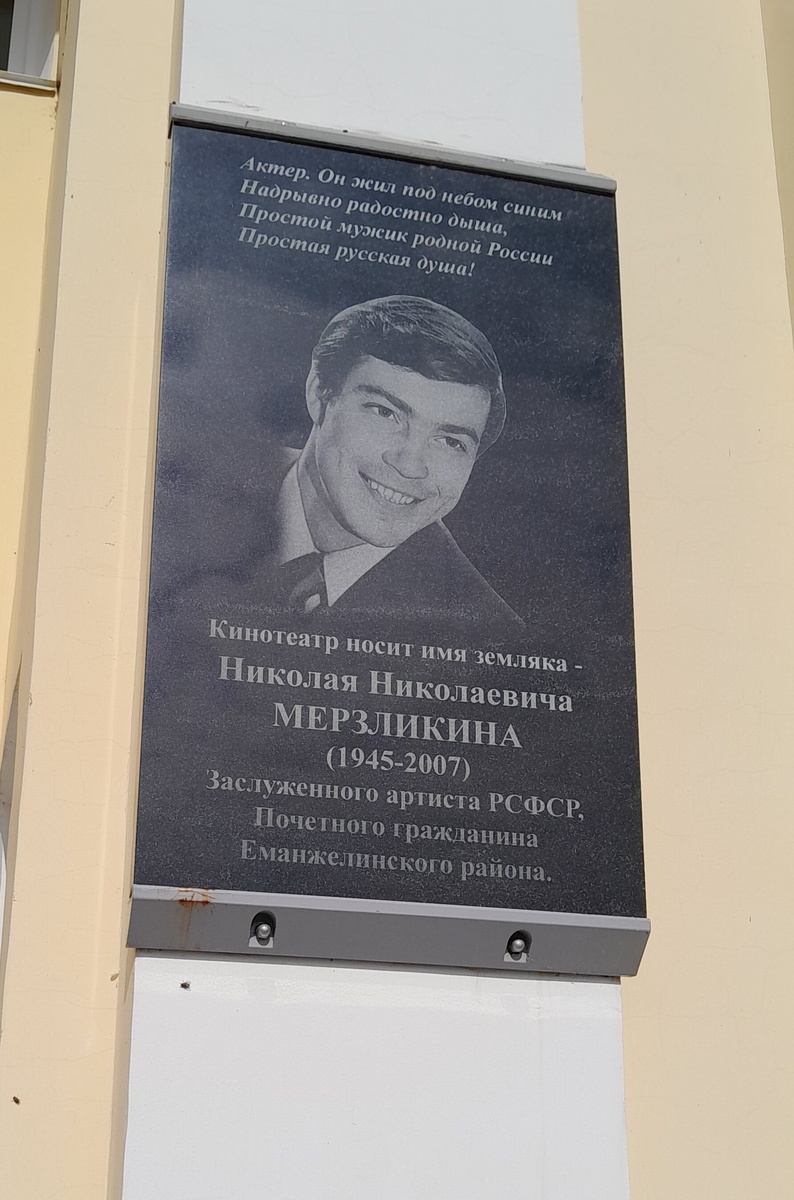 Актер. Он жил под небом синим
Надрывно радостно дыша,
Простой мужик родной России
Простая русская душа!
Кинотеатр носит имя земляка -
Николая Николаевича
МЕРЗЛИКИНА
(1945-2007)
Заслуженного артиста РСФСР,
Почетного гражданина
Еманжелинского района.